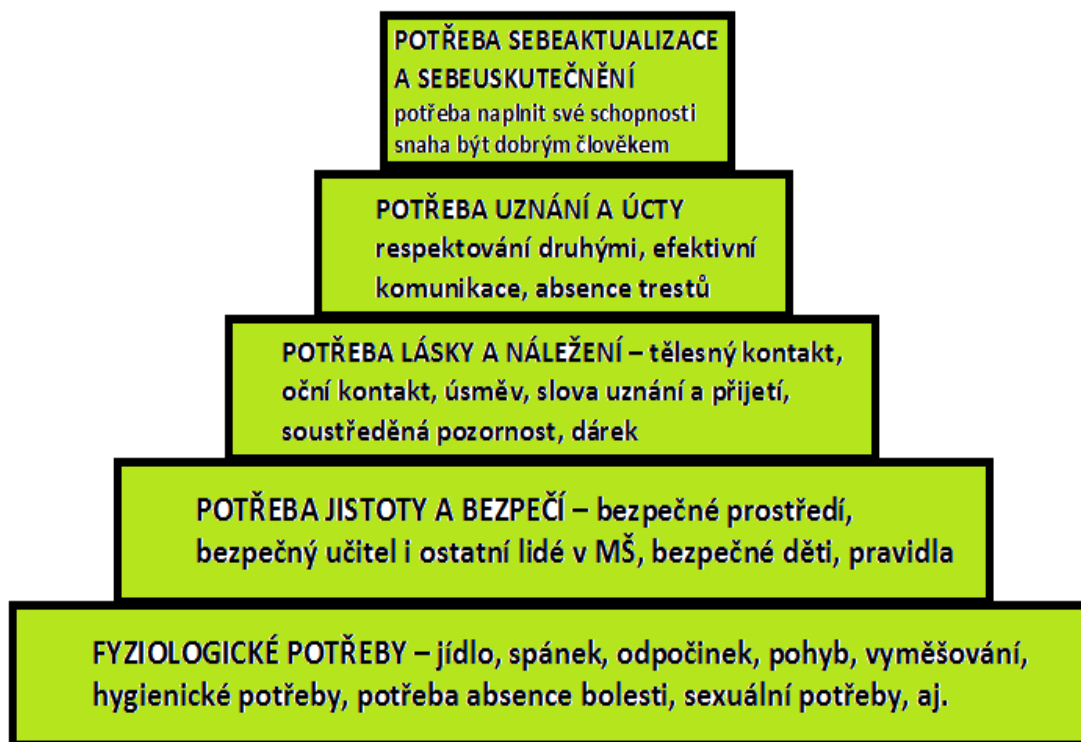 POTŘEBA SEBEAKTUALIZACE
A SEBEUSKUTEČNĚNÍ
potřeba naplnit své schopnosti
snaha být dobrým člověkem
POTŘEBA UZNÁNÍ A ÚCTY
respektování druhými, efektivní
komunikace, absence trestů
POTŘEBA LÁSKY A NÁLEŽENÍ – tělesný kontakt,
oční kontakt, úsměv, slova uznání a přijetí,
soustředěná pozornost, dárek
POTŘEBA JISTOTY A BEZPEČÍ – bezpečné prostředí,
bezpečný učitel i ostatní lidé v MŠ, bezpečné děti, pravidla
FYZIOLOGICKÉ POTŘEBY – jídlo, spánek, odpočinek, pohyb, vyměšování,
hygienické potřeby, potřeba absence bolesti, sexuální potřeby, aj.